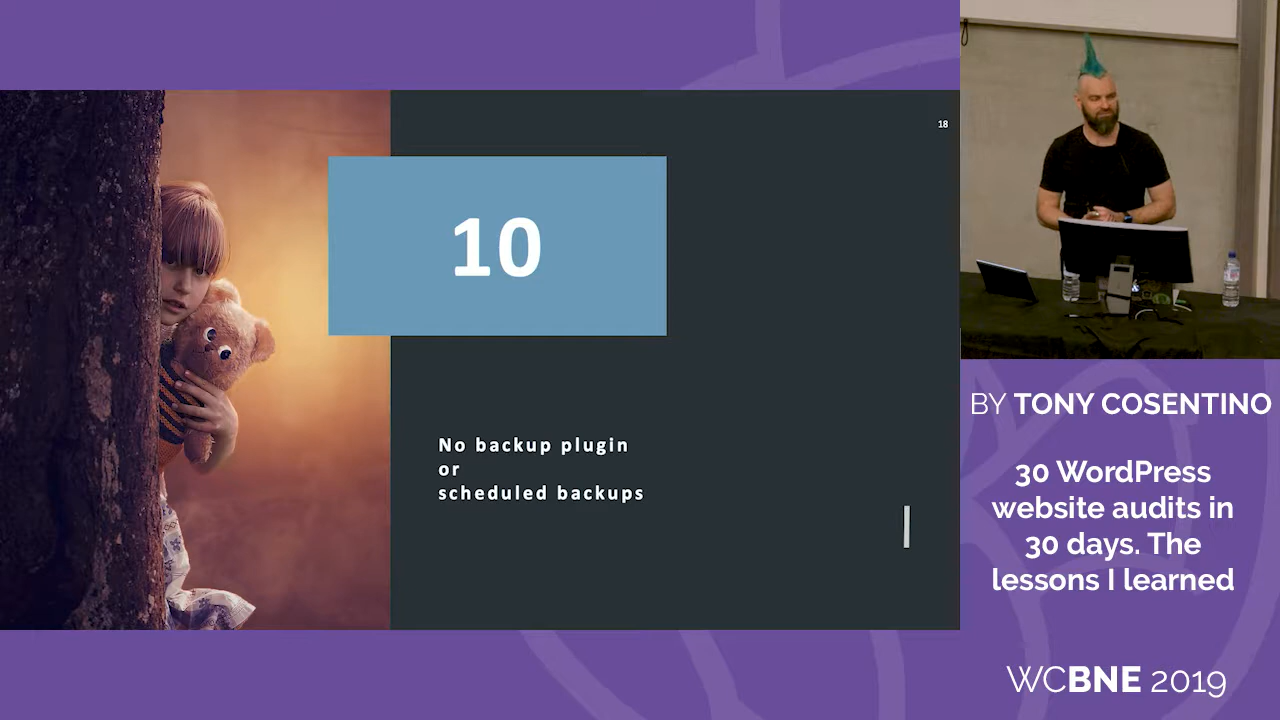 18
10
No backup plugin
or
scheduled backups
BY TONY COSENTINO
30 WordPress
website audits in
30 days. The
lessons I learned
WCBNE 2019